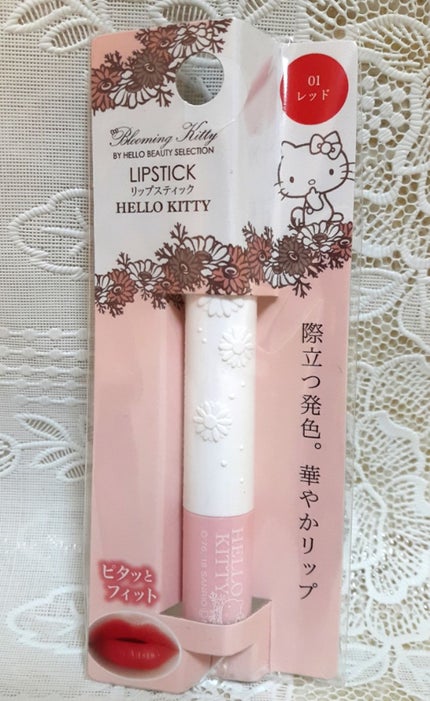 01
レッド
Blooming Kitty
BY HELLO BEAUTY SELECTION
LIPSTICK
リップスティック
HELLO KITTY
際立つ発色。華やかリップ
HELLO
KITTY
ピタッと
フィット